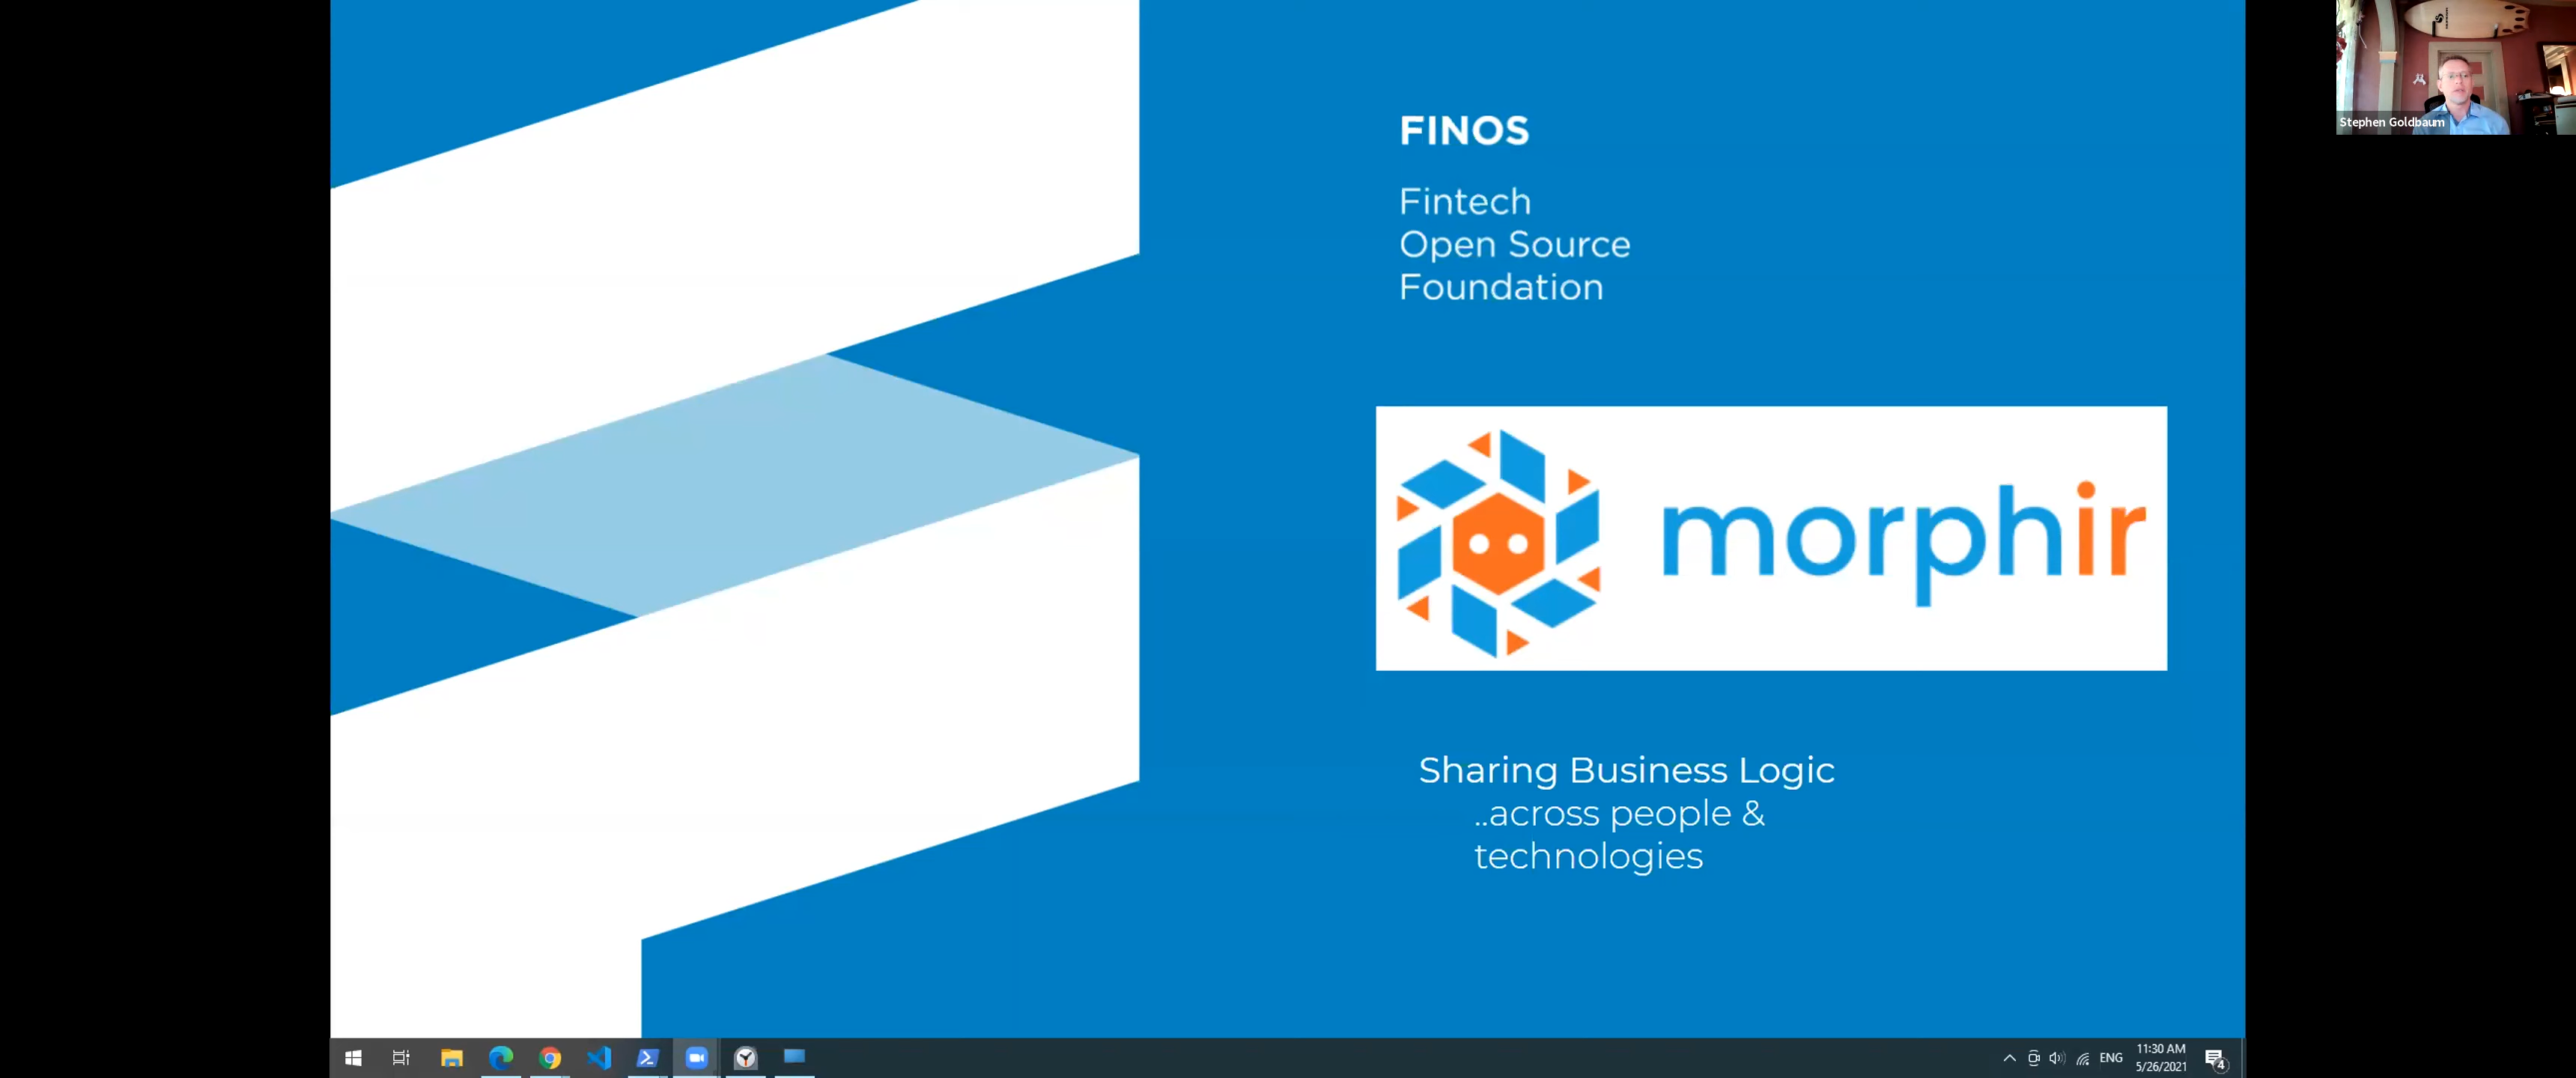 FINOS
Fintech
Open Source
Foundation
morphir
Sharing Business Logic
..across people &
technologies
Stephen Goldbaum
ENG
11:30 AM
5/26/2021
4